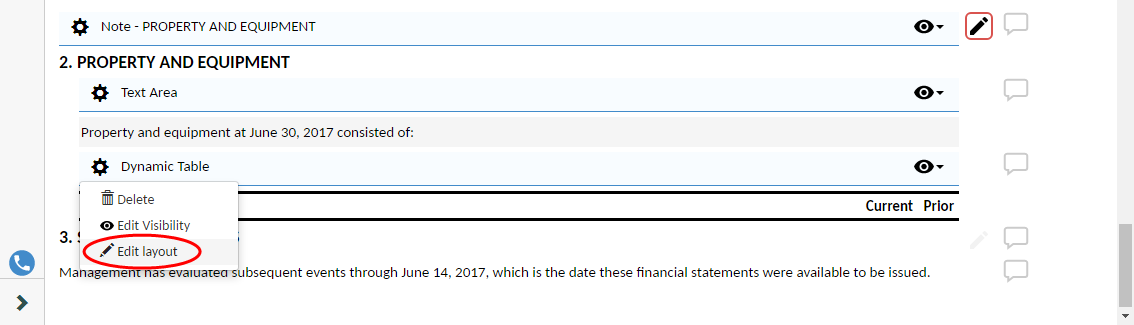 Note - PROPERTY AND EQUIPMENT
2. PROPERTY AND EQUIPMENT
Text Area
Property and equipment at June 30, 2017 consisted of:
Dynamic Table
Delete
Current Prior
Edit Visibility
3.
Edit layout
Management has evaluated subsequent events through June 14, 2017, which is the date these financial statements were available to be issued.